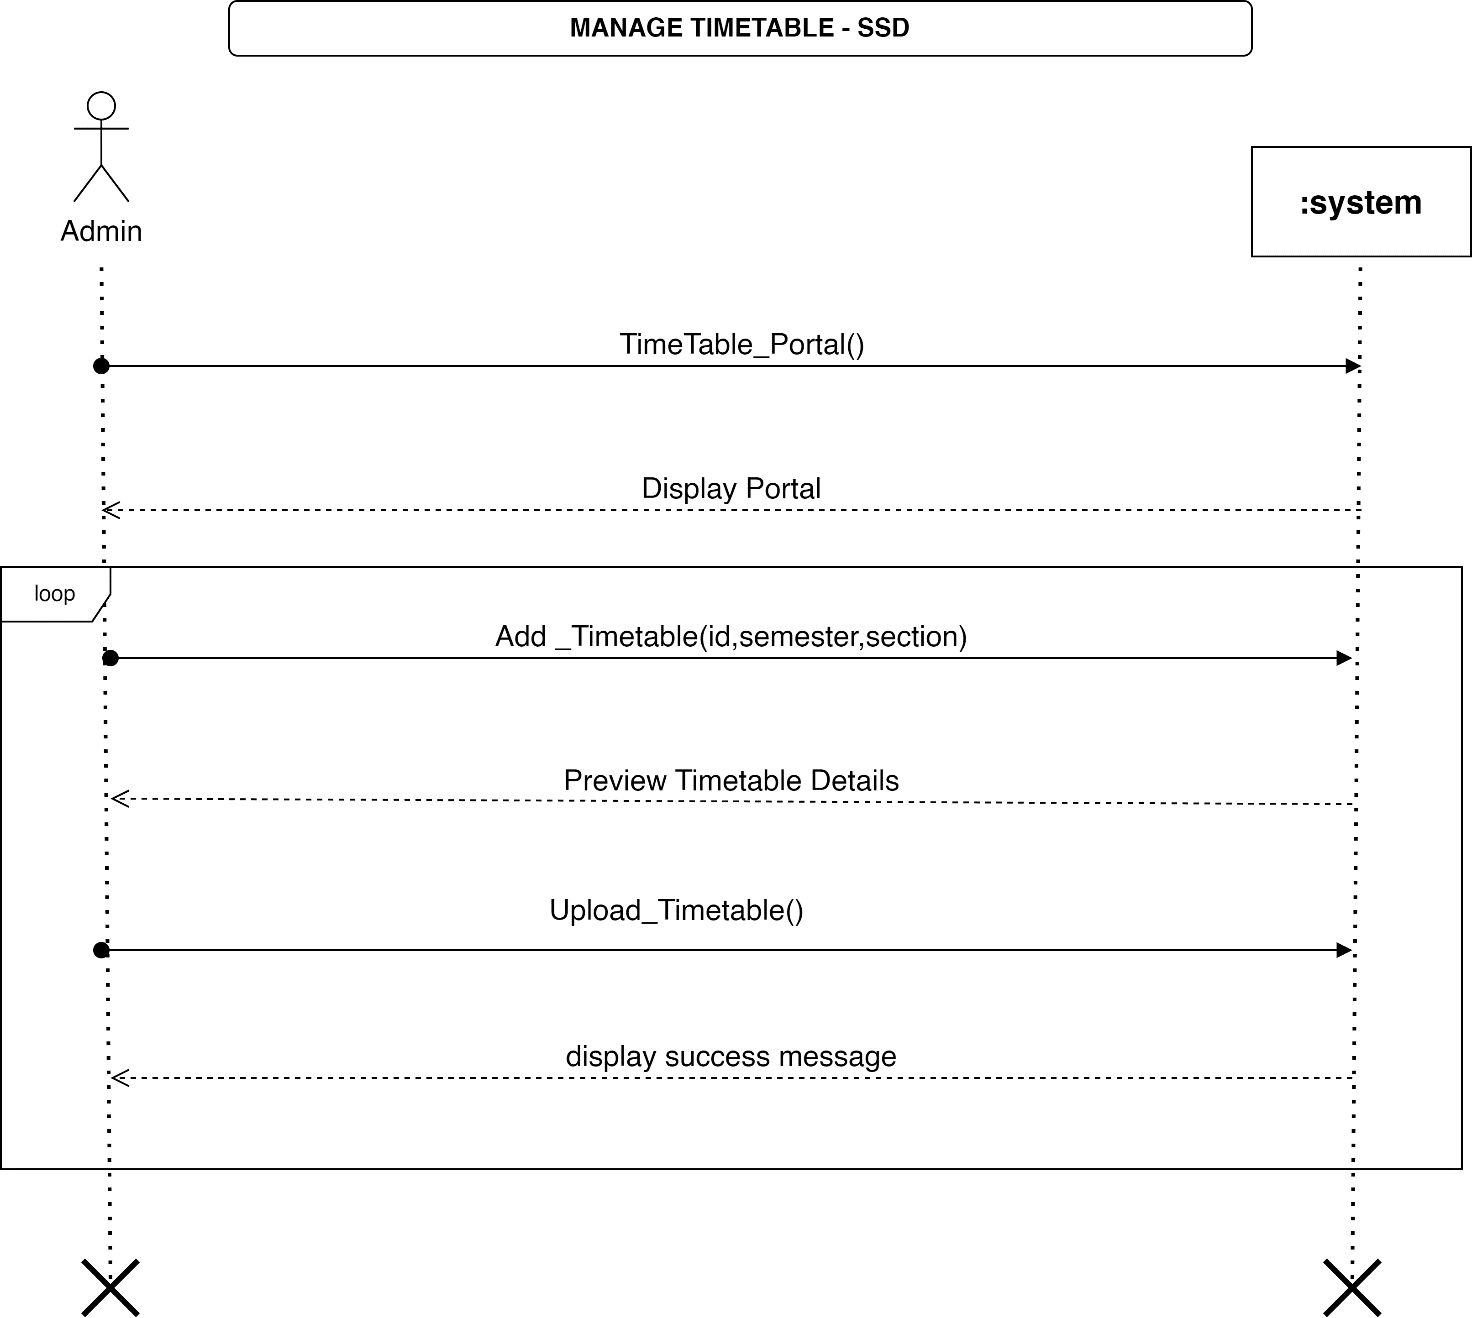 MANAGE TIMETABLE - SSD
Admin
:system
TimeTable_Portal()
Display Portal
loop
Add _Timetable(id,semester,section)
Preview Timetable Details
Upload_Timetable()
display success message